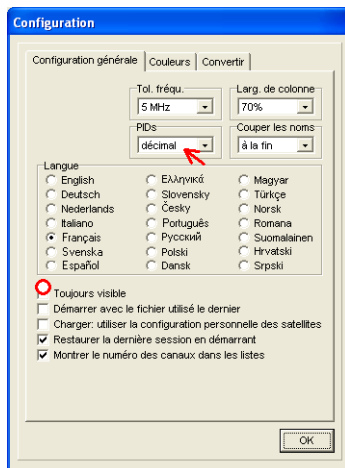 Configuration
Configuration générale Couleurs Convertir
Tol. fréqu. Larg. de colonne
5 MHz 70%
PIDs Couper les noms
décimal à la fin
Langue
English Ελληνικά Magyar
Deutsch Slovensky Türkçe
Nederlands Česky Norsk
Italiano Português Romana
Français Русский Suomalainen
Svenska Polski Hrvatski
Español Dansk Srpski
Toujours visible
Démarrer avec le fichier utilisé le dernier
Charger: utiliser la configuration personnelle des satellites
Restaurer la dernière session en démarrant
Montrer le numéro des canaux dans les listes
OK